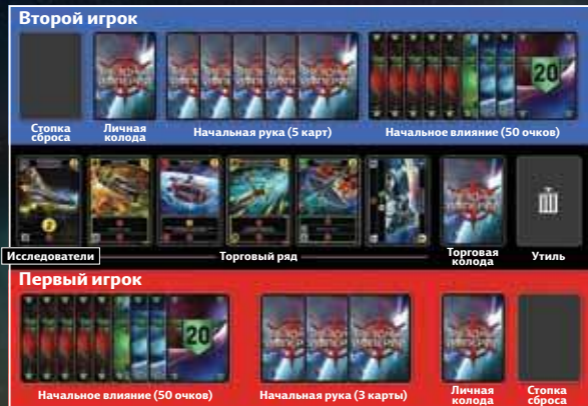 Второй игрок
20
Стопка
сброса
Личная
колода
Начальная рука (5 карт)
Начальное влияние (50 очков)
2
Исследователи
Торговый ряд
Торговая
колода
Утиль
Первый игрок
20
Начальное влияние (50 очков)
Начальная рука (3 карты)
Личная
колода
Стопка
сброса